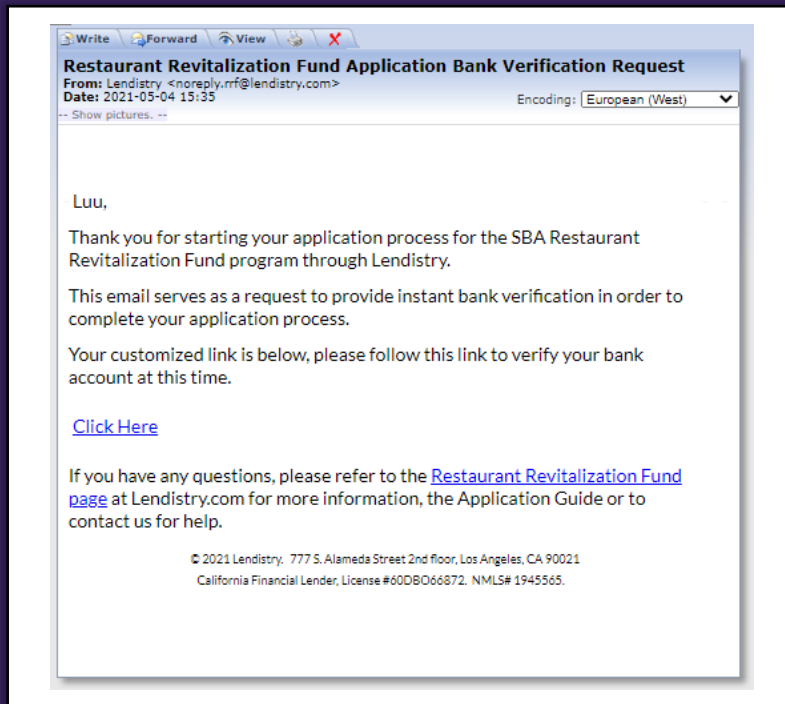 Write Forward View
Restaurant Revitalization Fund Application Bank Verification Request
From: Lendistry <noreply.rrf@lendistry.com>
Date: 2021-05-04 15:35
Encoding: European (West)
-- Show pictures. --
Luu,
Thank you for starting your application process for the SBA Restaurant
Revitalization Fund program through Lendistry.
This email serves as a request to provide instant bank verification in order to
complete your application process.
Your customized link is below, please follow this link to verify your bank
account at this time.
Click Here
If you have any questions, please refer to the Restaurant Revitalization Fund
page at Lendistry.com for more information, the Application Guide or to
contact us for help.
© 2021 Lendistry. 777 S. Alameda Street 2nd floor, Los Angeles, CA 90021
California Financial Lender, License #60DBO66872. NMLS# 1945565.